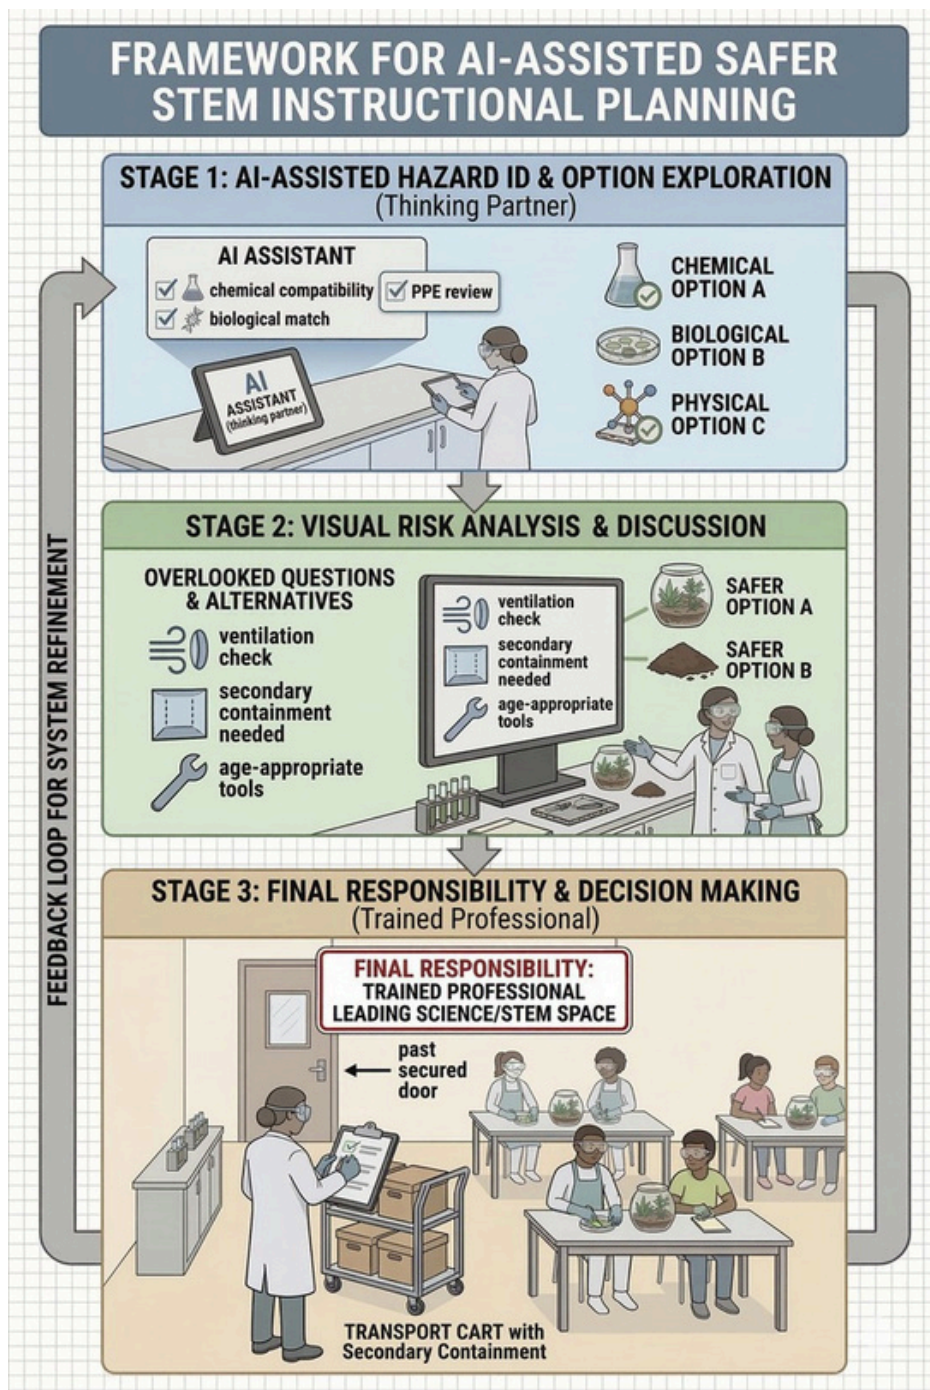 FRAMEWORK FOR AI-ASSISTED SAFER
STEM INSTRUCTIONAL PLANNING
STAGE 1: AI-ASSISTED HAZARD ID & OPTION EXPLORATION
(Thinking Partner)
AI ASSISTANT
chemical compatibility
PPE review
biological match
AI
ASSISTANT
(thinking partner)
CHEMICAL
OPTION A
BIOLOGICAL
OPTION B
PHYSICAL
OPTION C
STAGE 2: VISUAL RISK ANALYSIS & DISCUSSION
OVERLOOKED QUESTIONS
& ALTERNATIVES
ventilation
check
secondary
containment
needed
age-appropriate
tools
ventilation
check
secondary
containment
needed
age-appropriate
tools
SAFER
OPTION A
SAFER
OPTION B
FEEDBACK LOOP FOR SYSTEM REFINEMENT
STAGE 3: FINAL RESPONSIBILITY & DECISION MAKING
(Trained Professional)
FINAL RESPONSIBILITY:
TRAINED PROFESSIONAL
LEADING SCIENCE/STEM SPACE
past
secured
door
TRANSPORT CART with
Secondary Containment